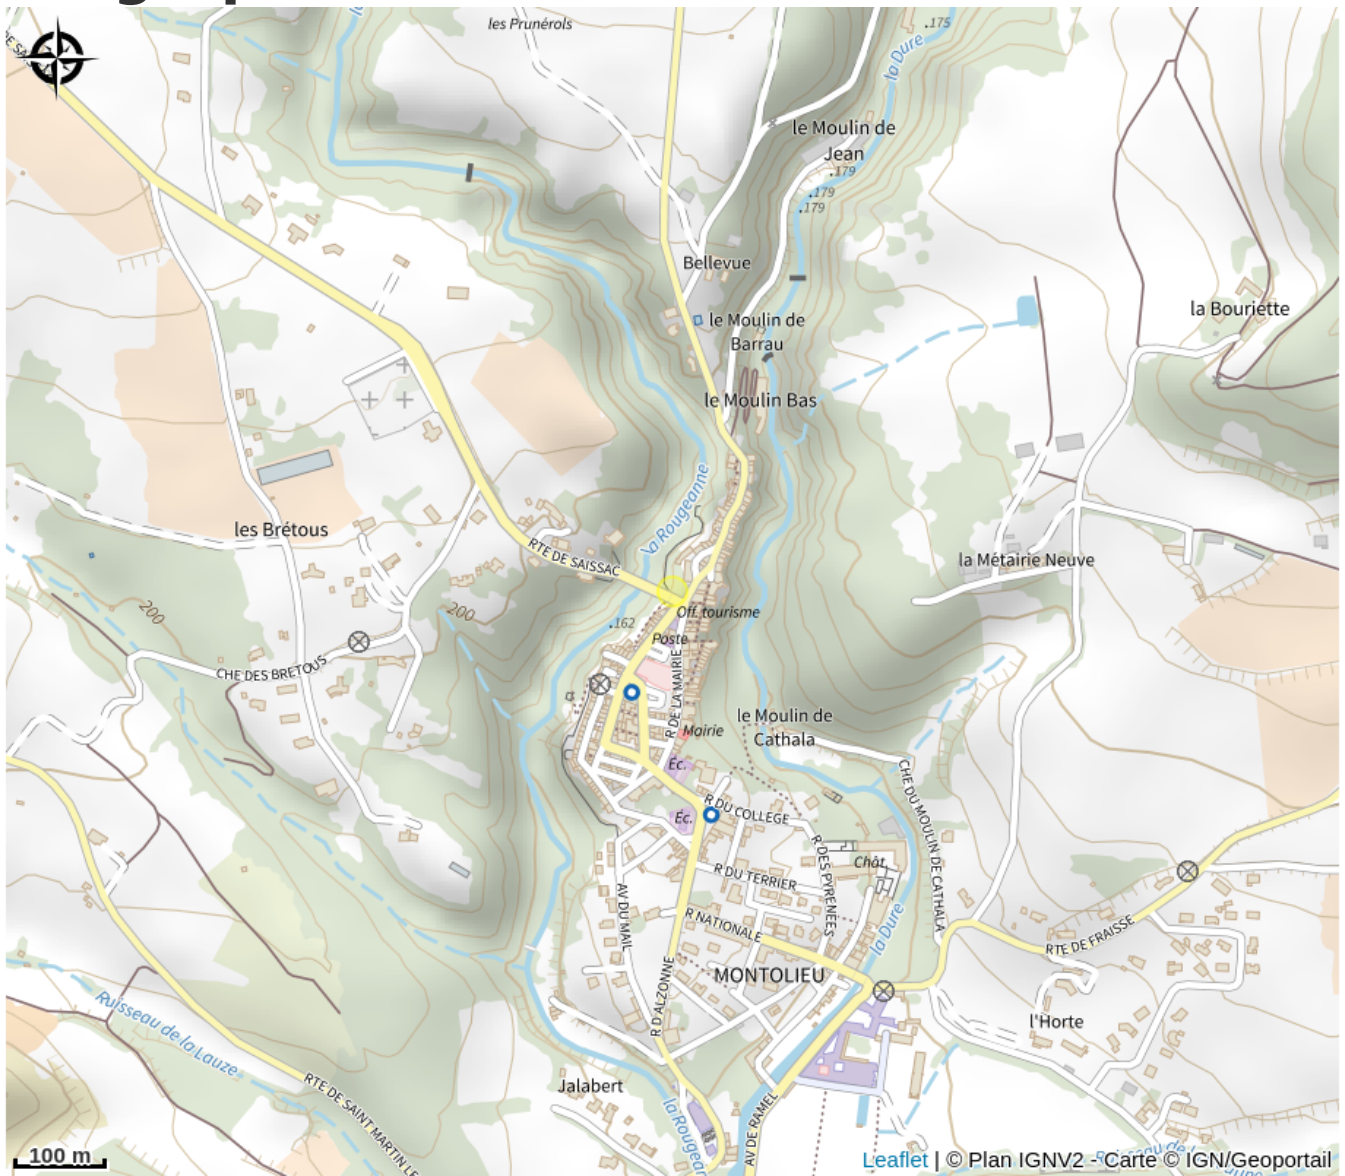 les Prunérols
.175
la Dure
le Moulin de
Jean
.179
.179
.179
Bellevue
le Moulin de
Barrau
la Bouriette
le Moulin Bas
la Rougeanne
les Brétous
RTE DE SAISSAC
la Métairie Neuve
200
200
Off. tourisme
.162
Poste
CHE DES BRETOUS
R DE LA MAIRIE
α
le Moulin de
Cathala
Mairie
Éc.
CHE DU MOULIN DE CATHALA
R DU COLLEGE
Éc.
R DES PYRENEES
Chât.
R DU TERRIER
AV DU MAIL
R NATIONALE
la Dure
RTE DE FRAISSE
MONTOLIEU
R D'ALZONNE
Ruisseau de la Lauze
l'Horte
RTE DE SAINT MARTIN LE
Jalabert
la Rougea
AV DE RAMEL
100 m
Leaflet | © Plan IGNV2 - Carte © IGN/Geoportail